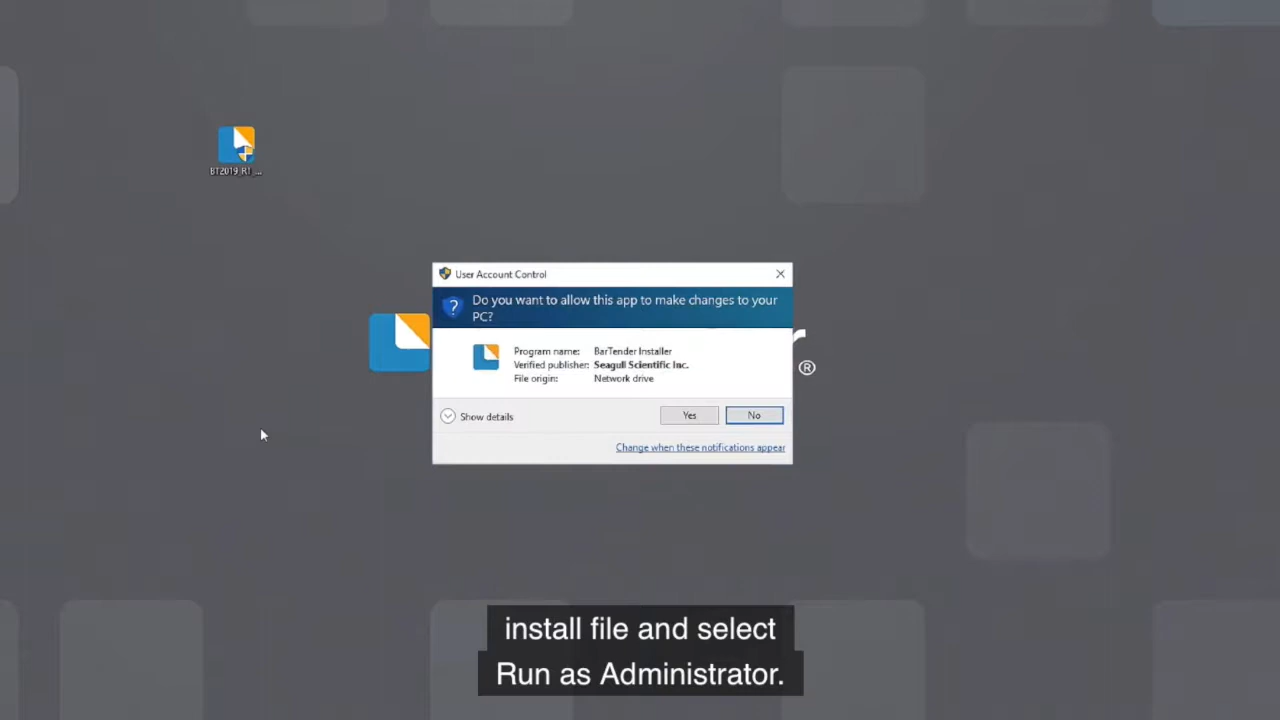 BT2019_R1_...
User Account Control
Do you want to allow this app to make changes to your
PC?
Program name: BarTender Installer
Verified publisher: Seagull Scientific Inc.
File origin: Network drive
Show details
Yes
No
Change when these notifications appear
®
install file and select
Run as Administrator.